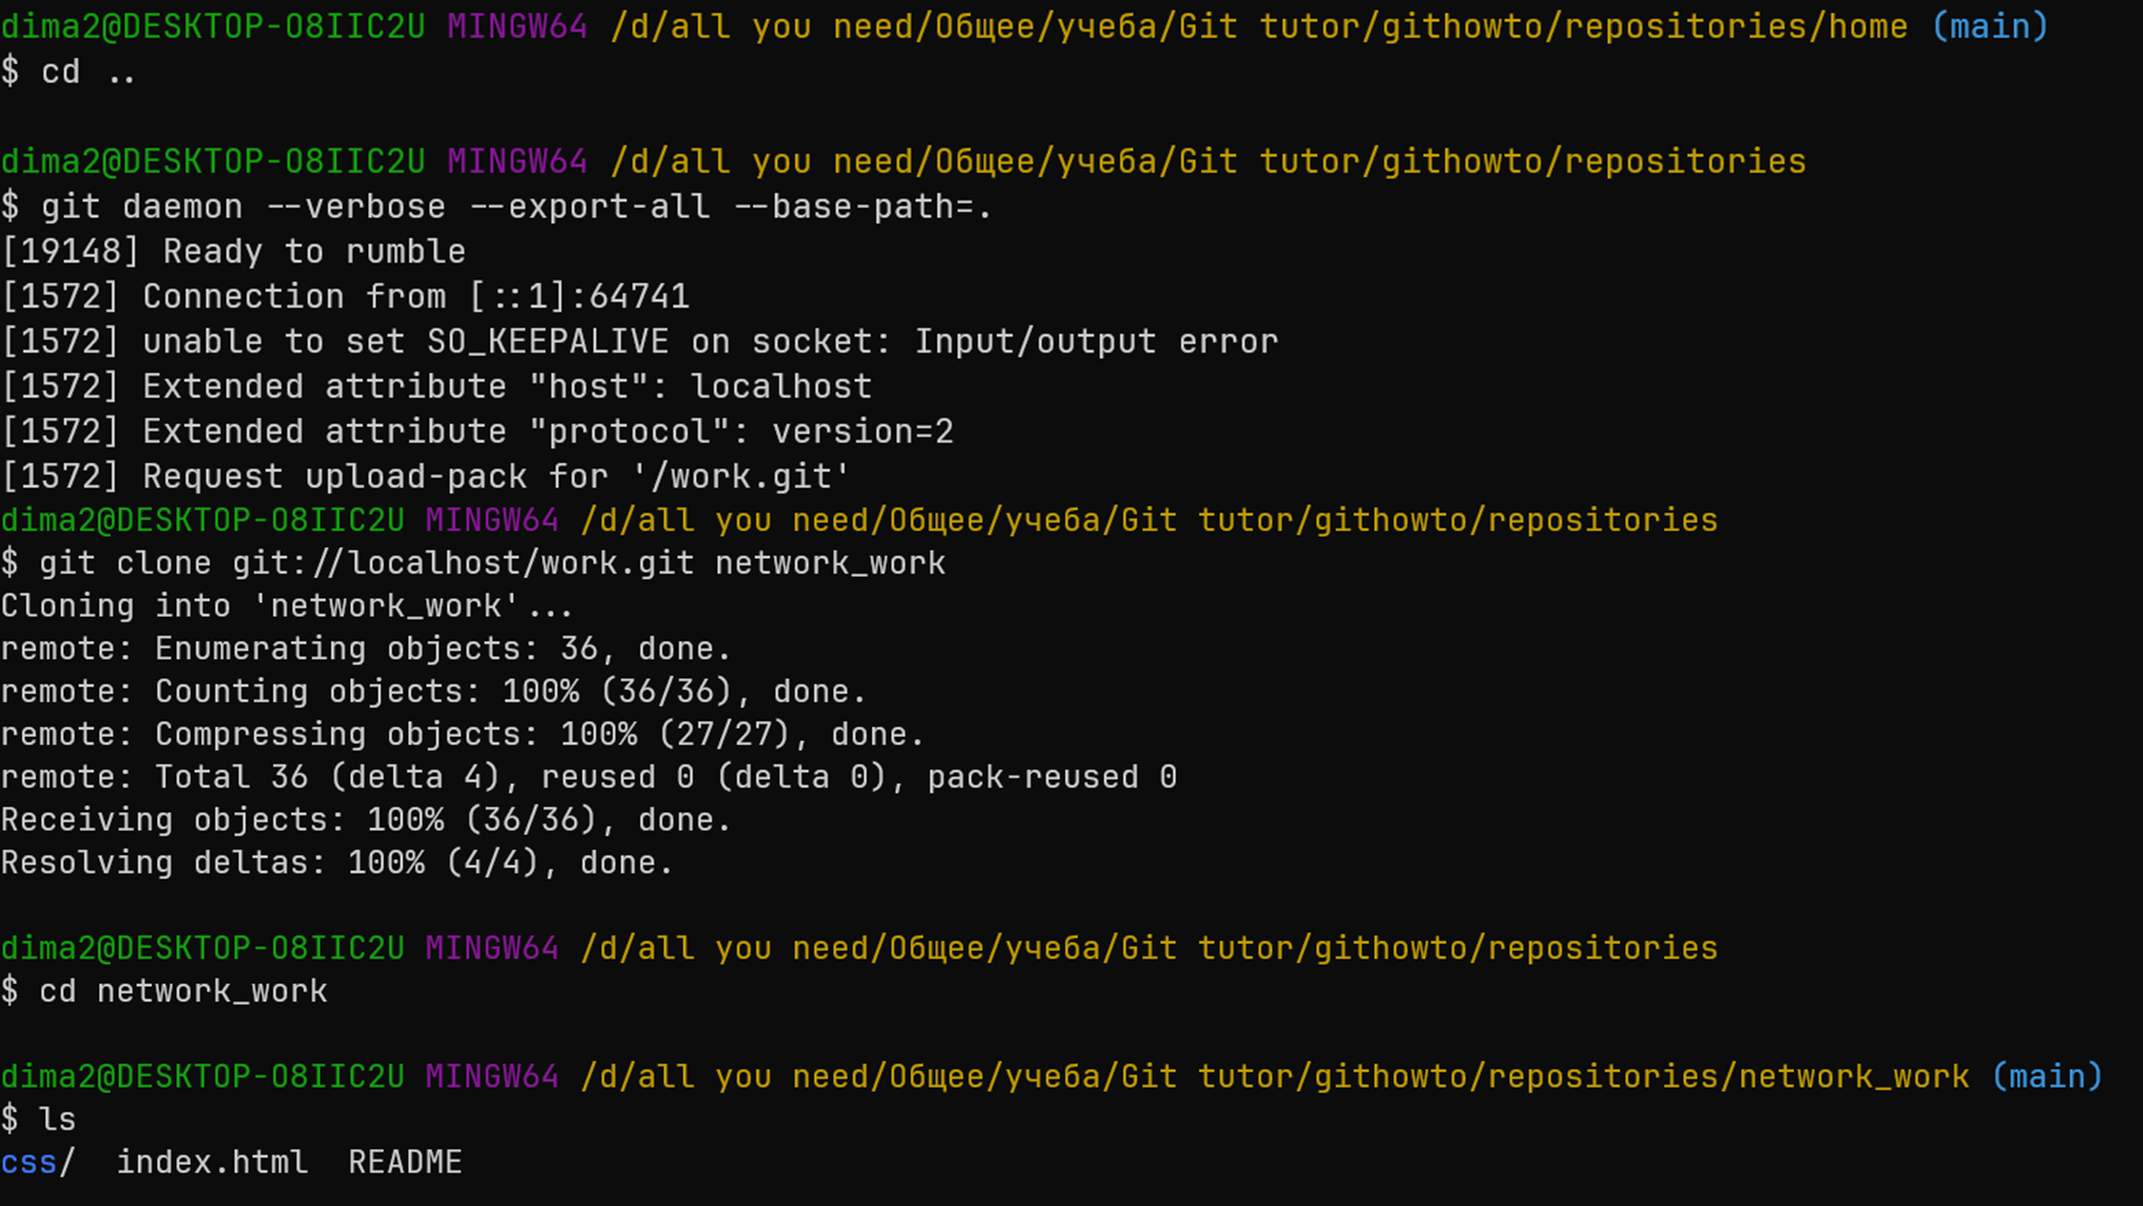 dima2@DESKTOP-O8IIC2U MINGW64 /d/all you need/Общее/учеба/Git tutor/githowto/repositories/home (main)
$ cd ..
dima2@DESKTOP-O8IIC2U MINGW64 /d/all you need/Общее/учеба/Git tutor/githowto/repositories
$ git daemon --verbose --export-all --base-path=.
[19148] Ready to rumble
[1572] Connection from [::1]:64741
[1572] unable to set SO_KEEPALIVE on socket: Input/output error
[1572] Extended attribute "host": localhost
[1572] Extended attribute "protocol": version=2
[1572] Request upload-pack for '/work.git'
dima2@DESKTOP-O8IIC2U MINGW64 /d/all you need/Общее/учеба/Git tutor/githowto/repositories
$ git clone git://localhost/work.git network_work
Cloning into 'network_work'...
remote: Enumerating objects: 36, done.
remote: Counting objects: 100% (36/36), done.
remote: Compressing objects: 100% (27/27), done.
remote: Total 36 (delta 4), reused 0 (delta 0), pack-reused 0
Receiving objects: 100% (36/36), done.
Resolving deltas: 100% (4/4), done.
dima2@DESKTOP-O8IIC2U MINGW64 /d/all you need/Общее/учеба/Git tutor/githowto/repositories
$ cd network_work
dima2@DESKTOP-O8IIC2U MINGW64 /d/all you need/Общее/учеба/Git tutor/githowto/repositories/network_work (main)
$ ls
css/  index.html  README